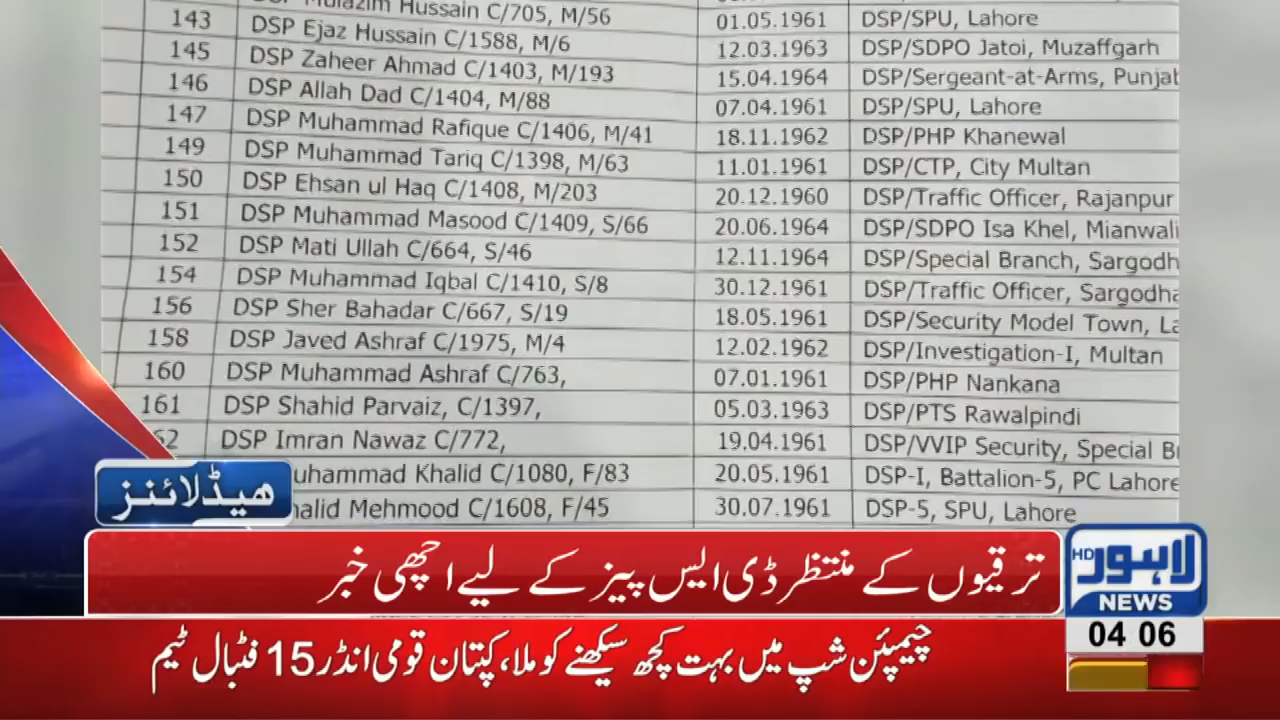 Mulazim Hussain C/705, M/56
143 DSP Ejaz Hussain C/1588, M/6 01.05.1961 DSP/SPU, Lahore
145 DSP Zaheer Ahmad C/1403, M/193 12.03.1963 DSP/SDPO Jatoi, Muzaffgarh
146 DSP Allah Dad C/1404, M/88 15.04.1964 DSP/Sergeant-at-Arms, Punjab
147 DSP Muhammad Rafique C/1406, M/41 07.04.1961 DSP/SPU, Lahore
149 DSP Muhammad Tariq C/1398, M/63 18.11.1962 DSP/PHP Khanewal
150 DSP Ehsan ul Haq C/1408, M/203 11.01.1961 DSP/CTP, City Multan
151 DSP Muhammad Masood C/1409, S/66 20.12.1960 DSP/Traffic Officer, Rajanpur
152 DSP Mati Ullah C/664, S/46 20.06.1964 DSP/SDPO Isa Khel, Mianwali
154 DSP Muhammad Iqbal C/1410, S/8 12.11.1964 DSP/Special Branch, Sargodh
156 DSP Sher Bahadar C/667, S/19 30.12.1961 DSP/Traffic Officer, Sargodha
158 DSP Javed Ashraf C/1975, M/4 18.05.1961 DSP/Security Model Town, La
160 DSP Muhammad Ashraf C/763, 12.02.1962 DSP/Investigation-I, Multan
161 DSP Shahid Parvaiz, C/1397, 07.01.1961 DSP/PHP Nankana
62 DSP Imran Nawaz C/772, 05.03.1963 DSP/PTS Rawalpindi
uhammad Khalid C/1080, F/83 19.04.1961 DSP/VVIP Security, Special Br
halid Mehmood C/1608, F/45 20.05.1961 DSP-I, Battalion-5, PC Lahore
30.07.1961 DSP-5, SPU, Lahore
ہیڈلائنز
ترقیوں کے منتظر ڈی ایس پیز کے لیے اچھی خبر
لاہور HD
NEWS
04 06
چیمپئن شپ میں بہت کچھ سیکھنے کو ملا، کپتان قومی انڈر 15 فٹبال ٹیم